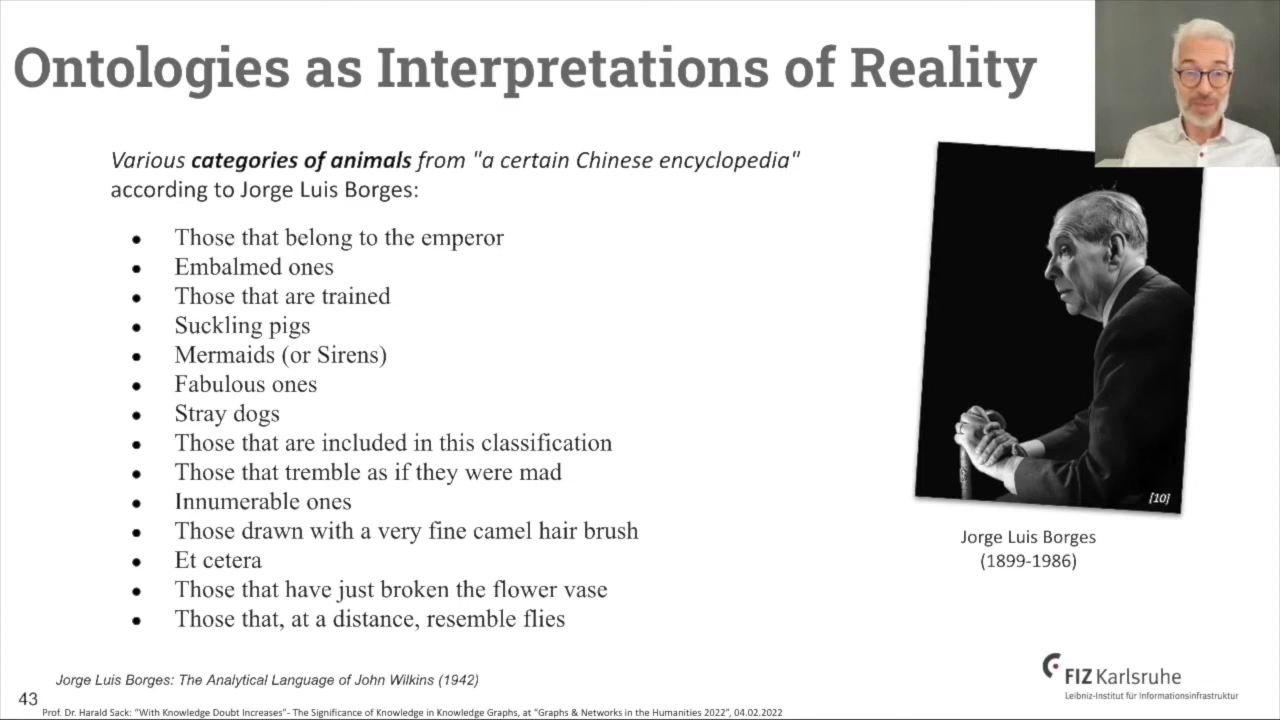 Ontologies as Interpretations of Reality
Various categories of animals from "a certain Chinese encyclopedia"
according to Jorge Luis Borges:
• Those that belong to the emperor
• Embalmed ones
• Those that are trained
• Suckling pigs
• Mermaids (or Sirens)
• Fabulous ones
• Stray dogs
• Those that are included in this classification
• Those that tremble as if they were mad
• Innumerable ones
• Those drawn with a very fine camel hair brush
• Et cetera
• Those that have just broken the flower vase
• Those that, at a distance, resemble flies
[10]
Jorge Luis Borges
(1899-1986)
Jorge Luis Borges: The Analytical Language of John Wilkins (1942)
FIZ Karlsruhe
Leibniz-Institut für Informationsinfrastruktur
43
Prof. Dr. Harald Sack: "With Knowledge Doubt Increases"- The Significance of Knowledge in Knowledge Graphs, at "Graphs & Networks in the Humanities 2022", 04.02.2022